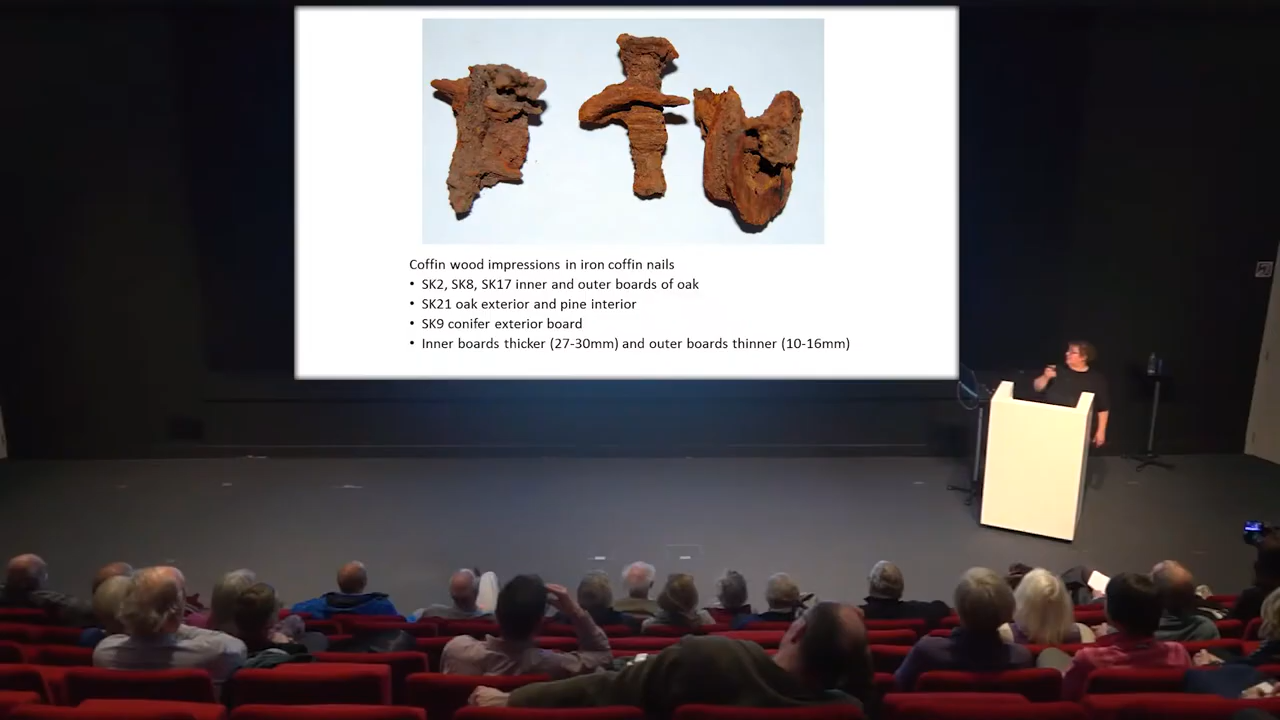 Coffin wood impressions in iron coffin nails
• SK2, SK8, SK17 inner and outer boards of oak
• SK21 oak exterior and pine interior
• SK9 conifer exterior board
• Inner boards thicker (27-30mm) and outer boards thinner (10-16mm)